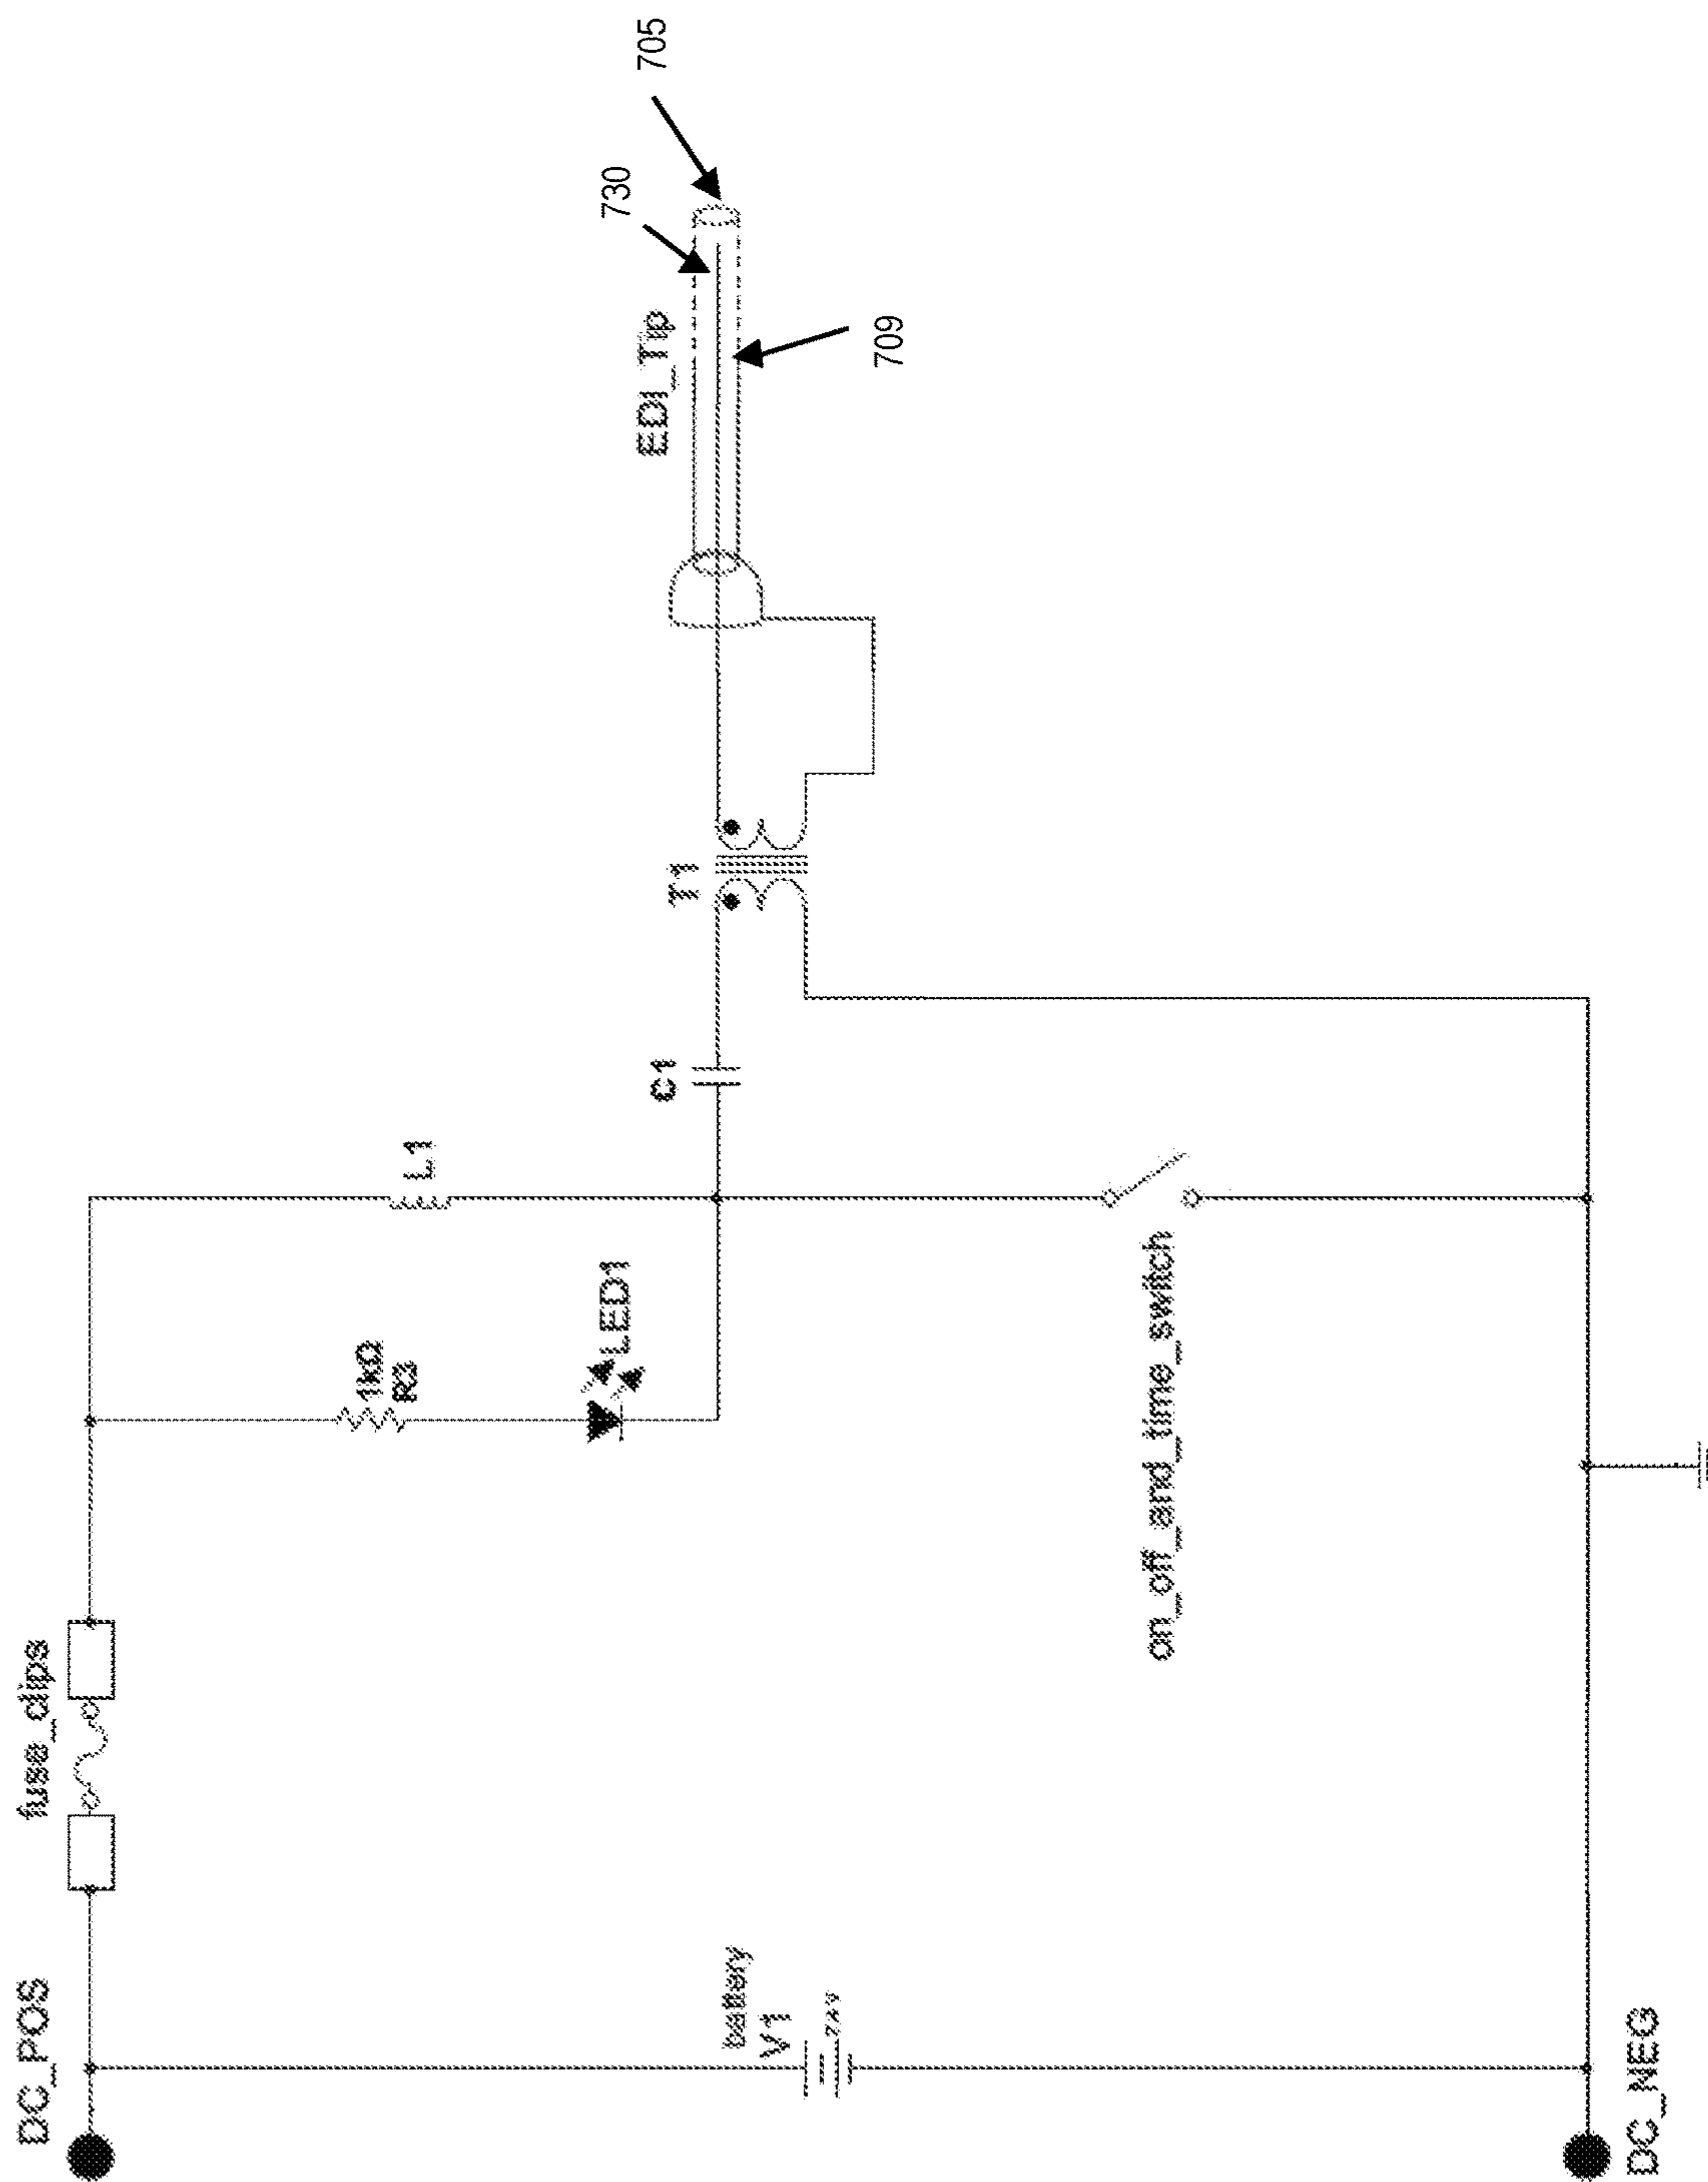 DC_POS
fuse_clips
1kΩ
R3
L1
LED1
battery
V1
on_off_and_time_switch
C1
T1
EDI_Tip
730
705
709
DC_NEG